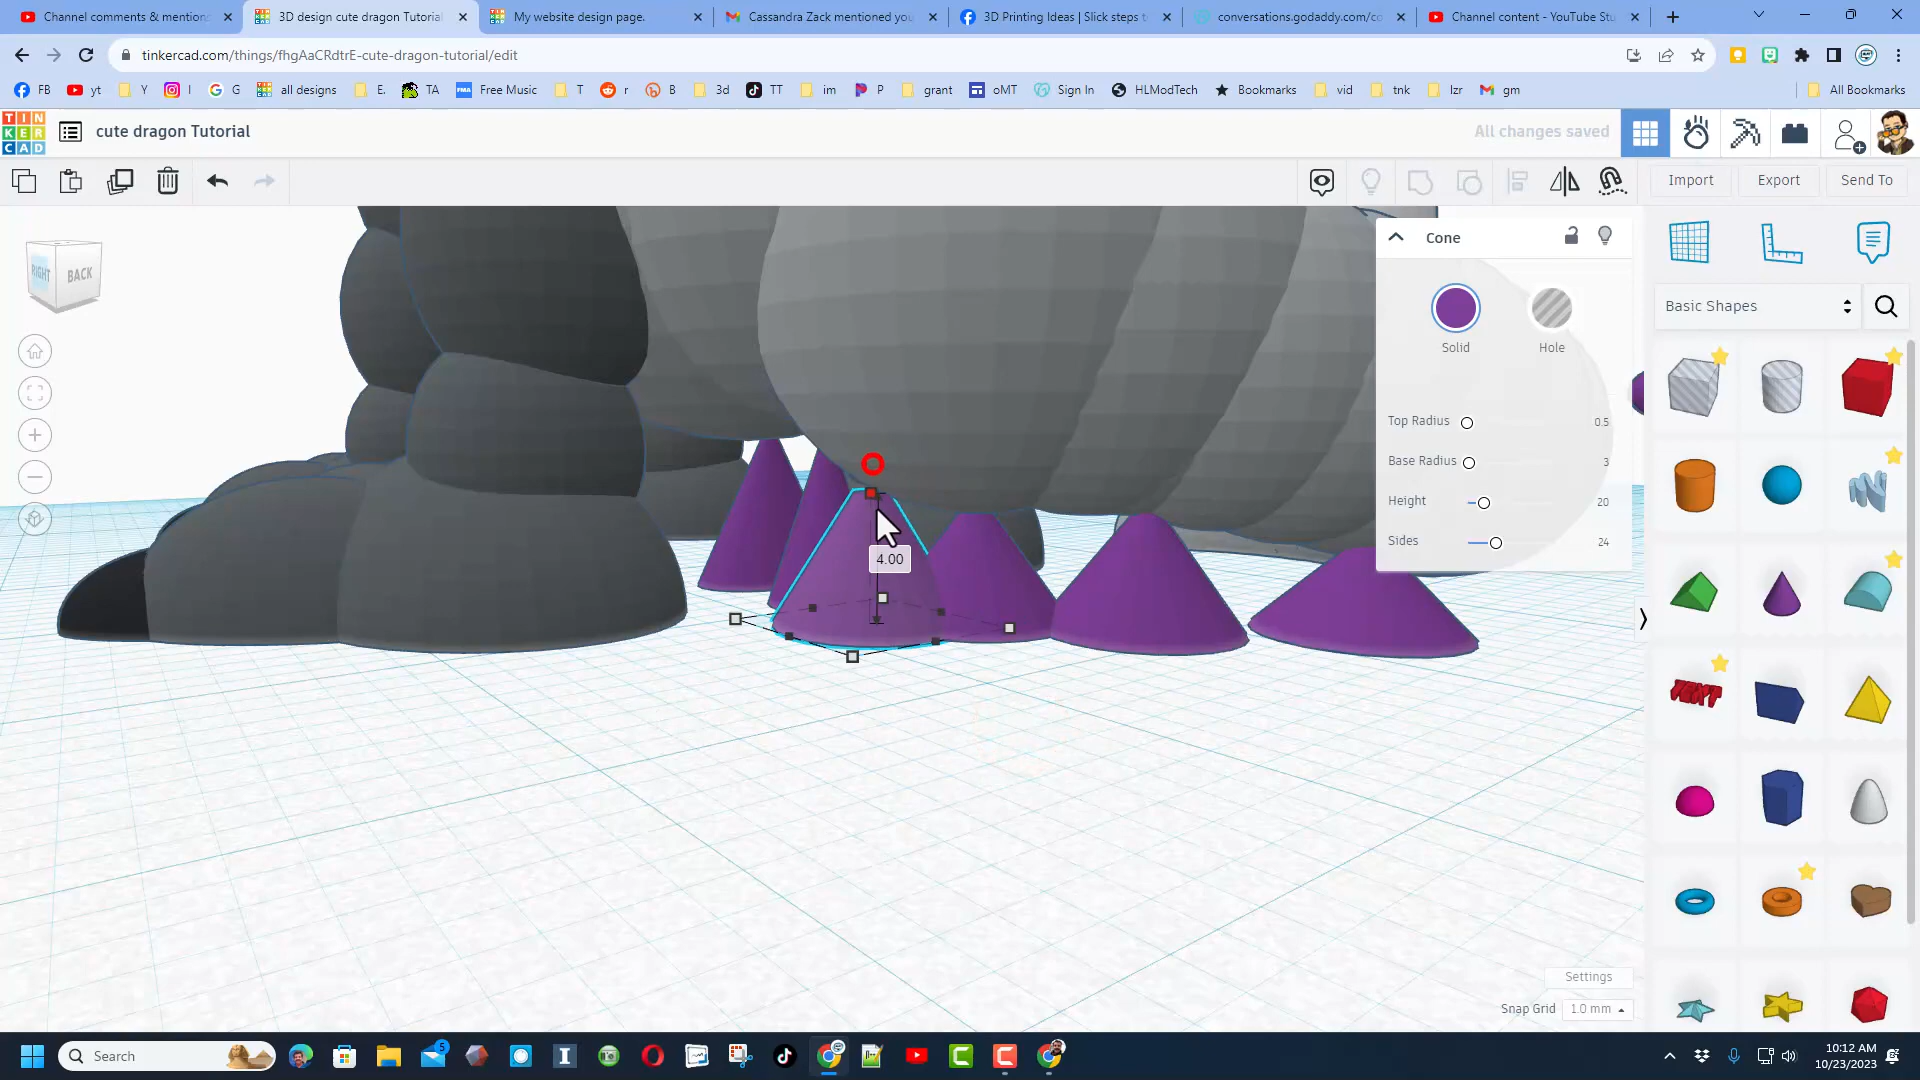 Channel comments & mention
3D design cute dragon Tutorial
My website design page.
Cassandra Zack mentioned you
3D Printing Ideas | Slick steps t
conversations.godaddy.com/co
Channel content - YouTube Stu
tinkercad.com/things/fhgAaCRdtrE-cute-dragon-tutorial/edit
FB yt Y I G all designs E. TA Free Music T r B 3d TT im P grant oMT Sign In HLModTech Bookmarks vid tnk lzr gm All Bookmarks
TIN
KER
CAD
cute dragon Tutorial
All changes saved
Import Export Send To
RIGHT BACK
Cone
Solid Hole
Top Radius 0.5
Base Radius 3
Height 20
Sides 24
Basic Shapes
TEXT
4.00
Settings
Snap Grid 1.0 mm
Search
5
10:12 AM
10/23/2023